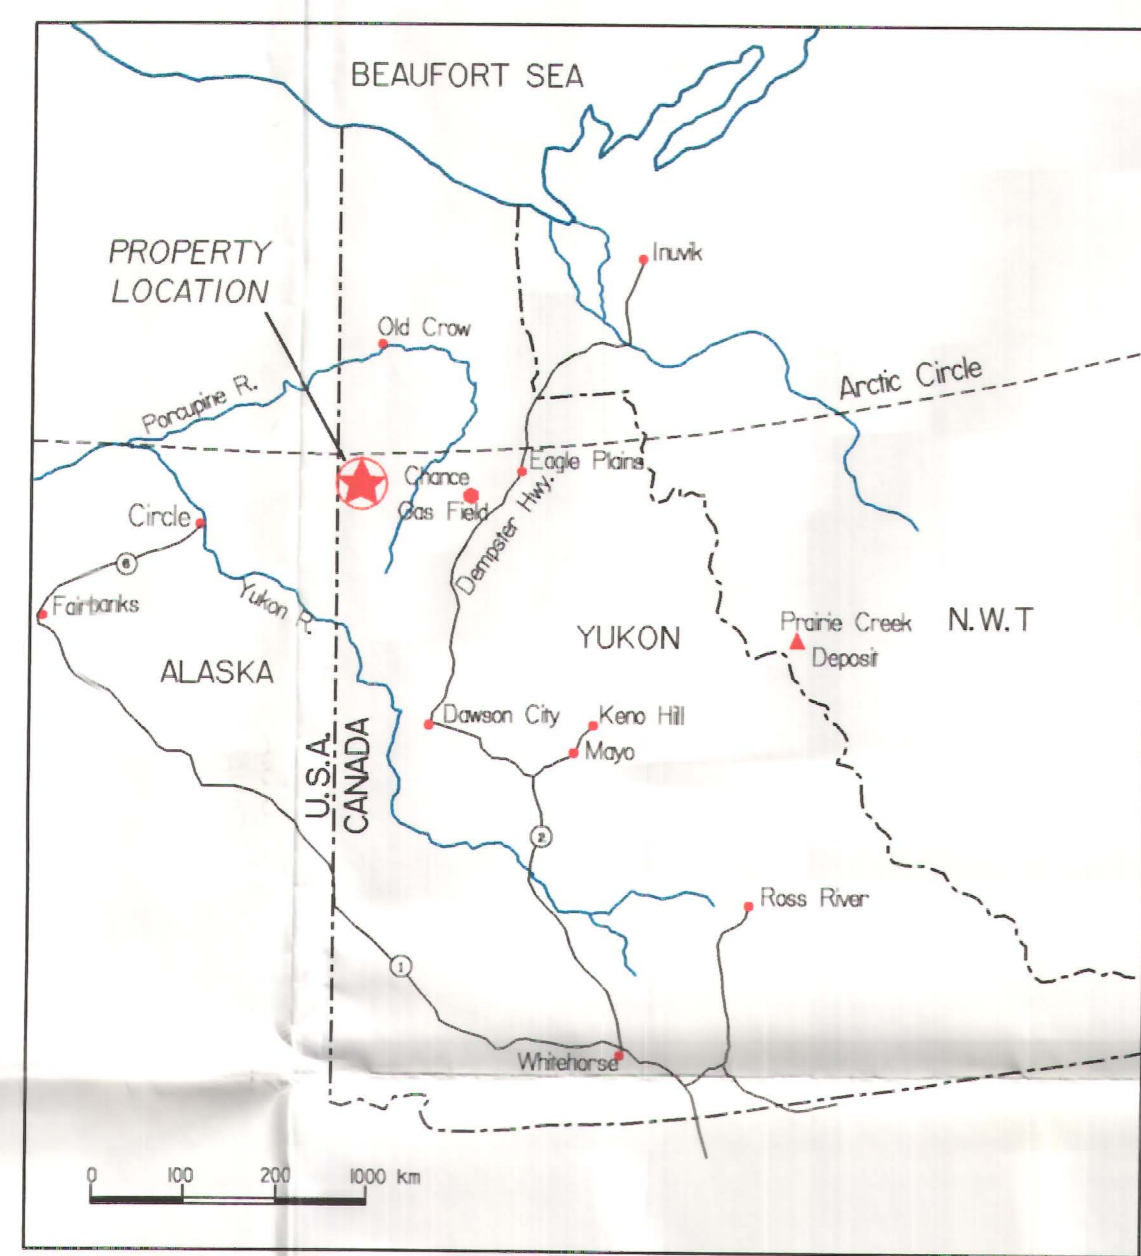 BEAUFORT SEA
PROPERTY
LOCATION
Inuvik
Old Crow
Porcupine R.
Arctic Circle
Eagle Plains
Chance
Gas Field
Circle
Dempster Hwy.
6
Fairbanks
Yukon R.
YUKON
Prairie Creek
Deposit
N.W.T
ALASKA
Dawson City
Keno Hill
Mayo
U.S.A.
CANADA
2
Ross River
1
Whitehorse
0 100 200 1000 km